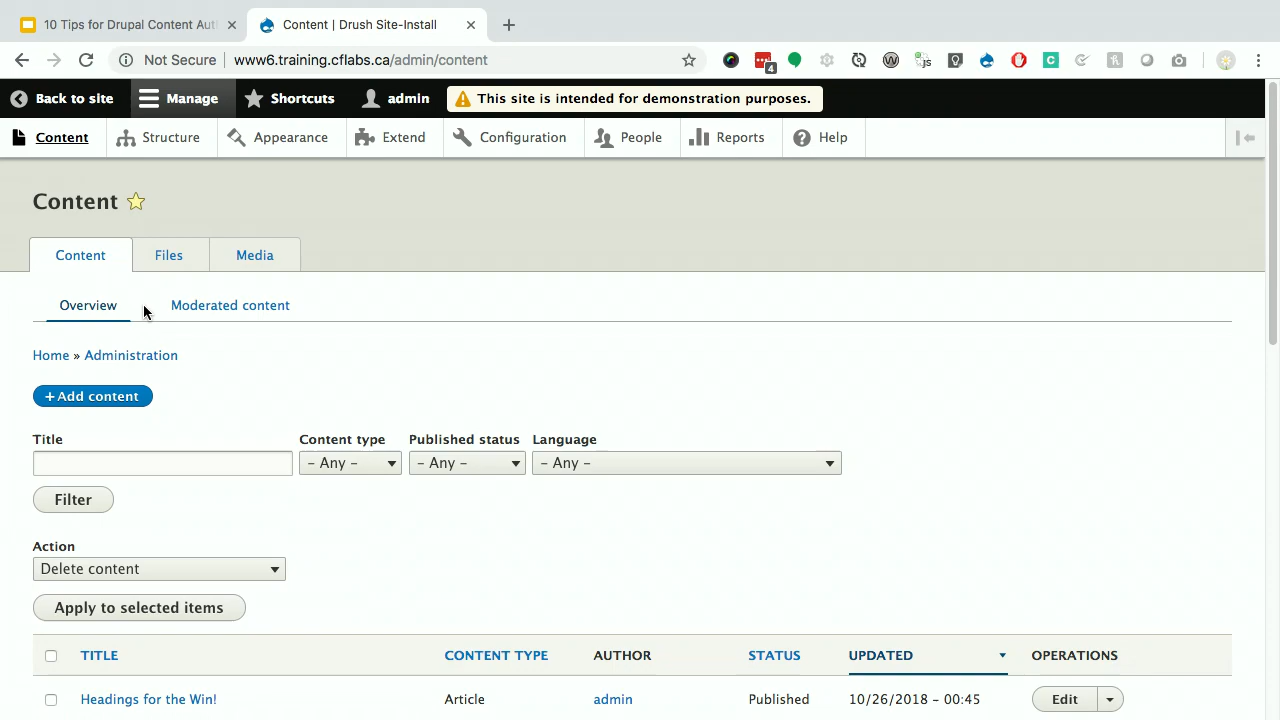 10 Tips for Drupal Content Aut
Content | Drush Site-Install
Not Secure www6.training.cflabs.ca/admin/content
4
JS
C
Back to site Manage Shortcuts admin This site is intended for demonstration purposes.
Content Structure Appearance Extend Configuration People Reports Help
Content
Content Files Media
Overview Moderated content
Home » Administration
+ Add content
Title Content type Published status Language
- Any - - Any - - Any -
Filter
Action
Delete content
Apply to selected items
TITLE CONTENT TYPE AUTHOR STATUS UPDATED OPERATIONS
Headings for the Win! Article admin Published 10/26/2018 - 00:45 Edit